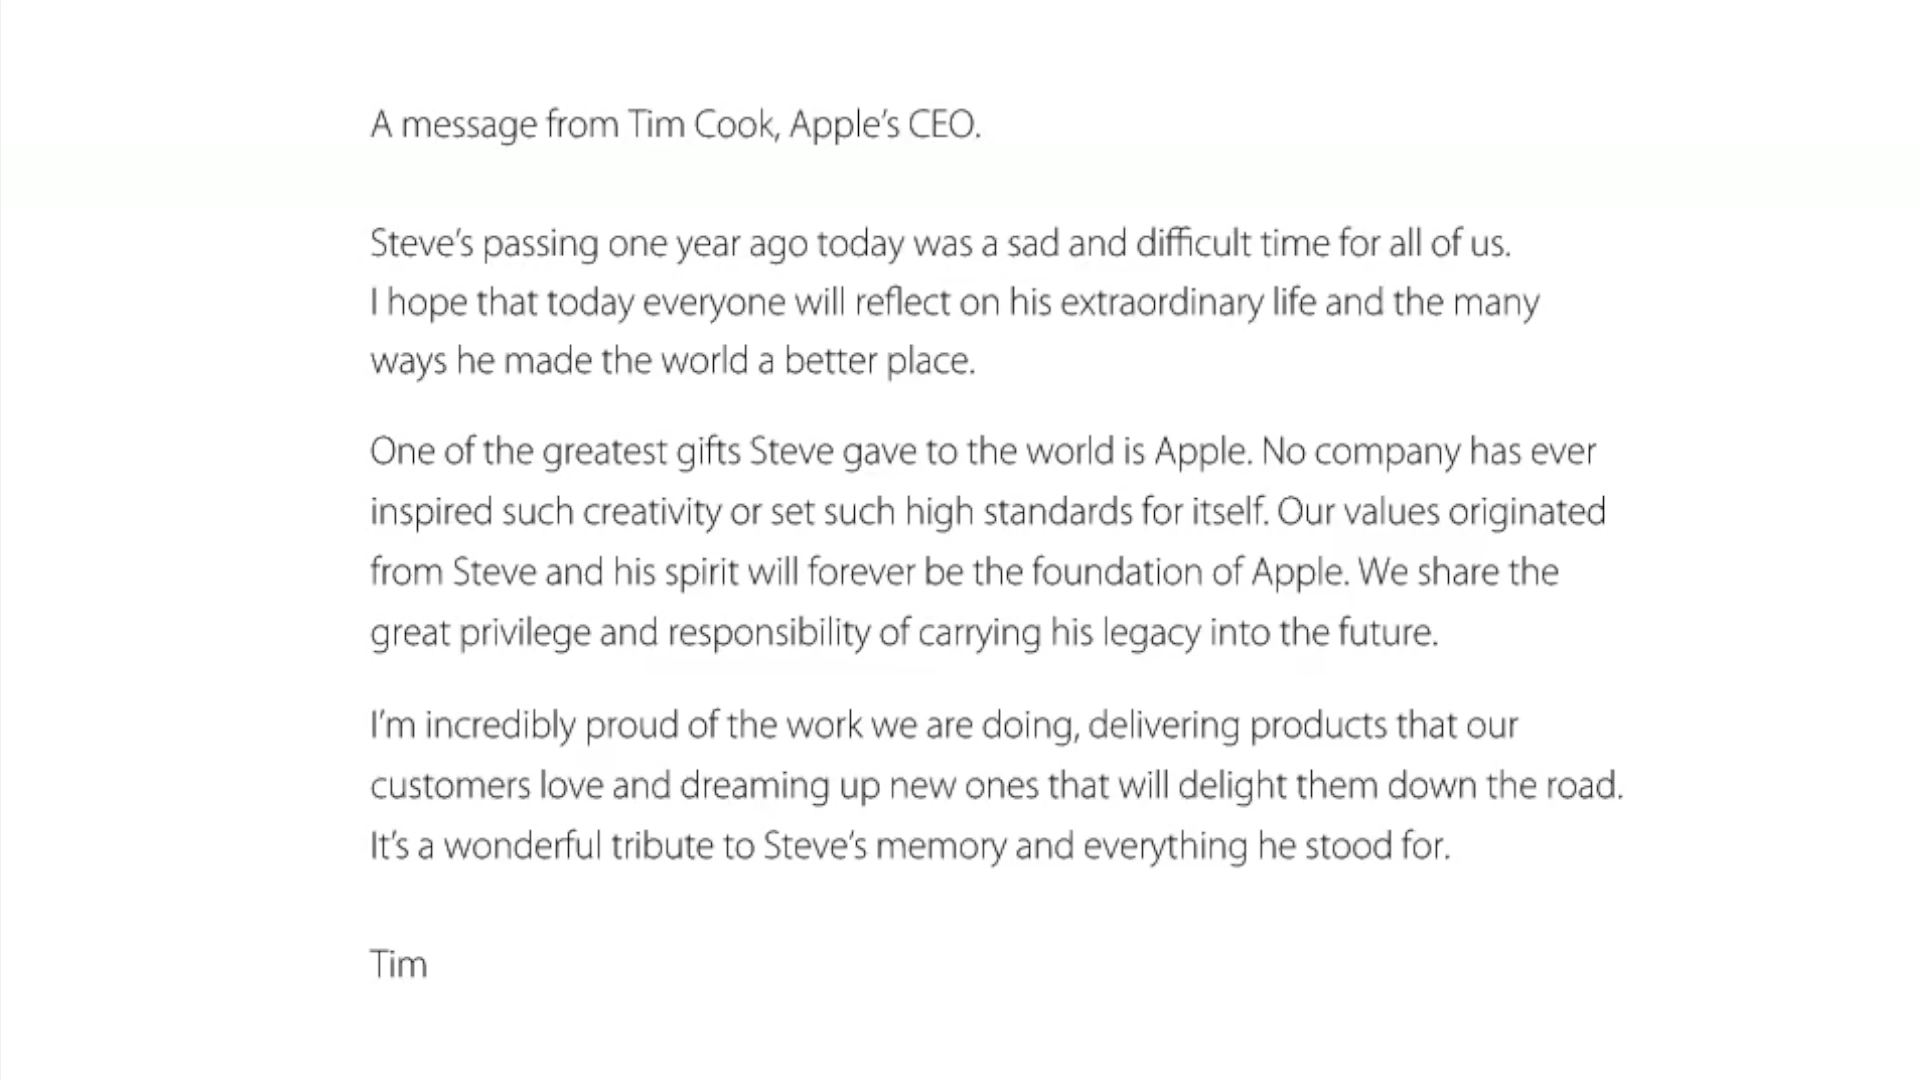 A message from Tim Cook, Apple’s CEO.
Steve’s passing one year ago today was a sad and difficult time for all of us.
I hope that today everyone will reflect on his extraordinary life and the many
ways he made the world a better place.
One of the greatest gifts Steve gave to the world is Apple. No company has ever
inspired such creativity or set such high standards for itself. Our values originated
from Steve and his spirit will forever be the foundation of Apple. We share the
great privilege and responsibility of carrying his legacy into the future.
I’m incredibly proud of the work we are doing, delivering products that our
customers love and dreaming up new ones that will delight them down the road.
It’s a wonderful tribute to Steve’s memory and everything he stood for.
Tim